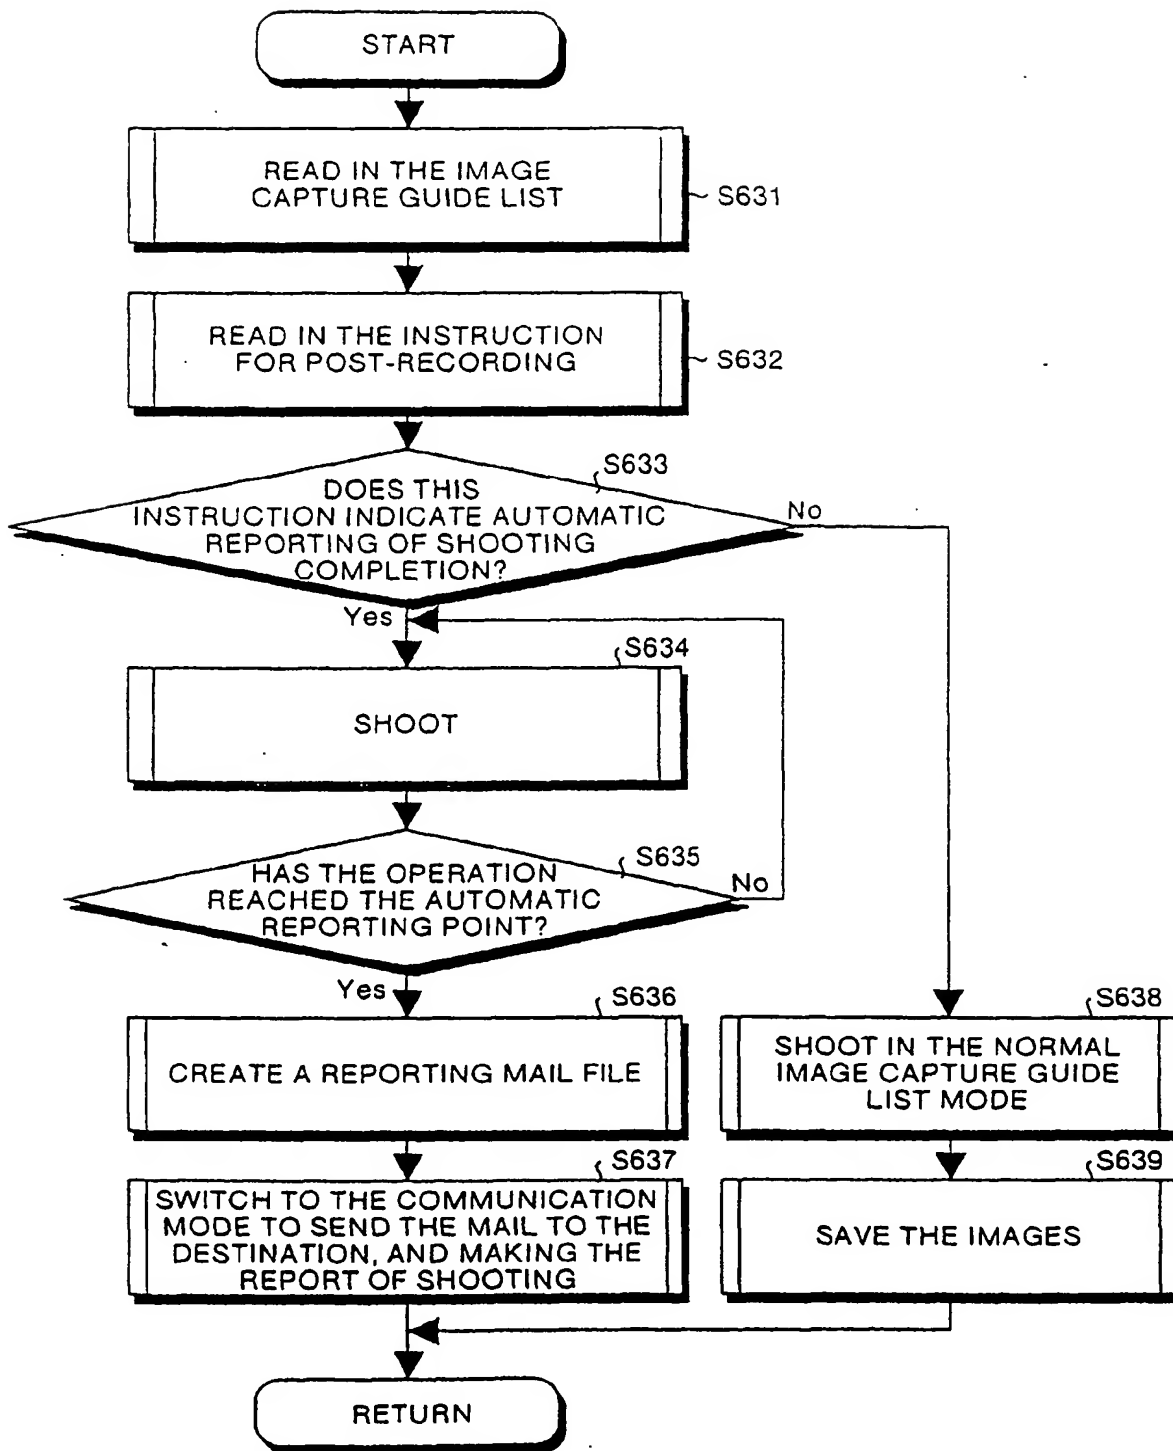 START
READ IN THE IMAGE
CAPTURE GUIDE LIST
S631
READ IN THE INSTRUCTION
FOR POST-RECORDING
S632
S633
DOES THIS
INSTRUCTION INDICATE AUTOMATIC
REPORTING OF SHOOTING
COMPLETION?
No
Yes
S634
SHOOT
S635
HAS THE OPERATION
REACHED THE AUTOMATIC
REPORTING POINT?
No
Yes
S636
CREATE A REPORTING MAIL FILE
S638
SHOOT IN THE NORMAL
IMAGE CAPTURE GUIDE
LIST MODE
S637
SWITCH TO THE COMMUNICATION
MODE TO SEND THE MAIL TO THE
DESTINATION, AND MAKING THE
REPORT OF SHOOTING
S639
SAVE THE IMAGES
RETURN